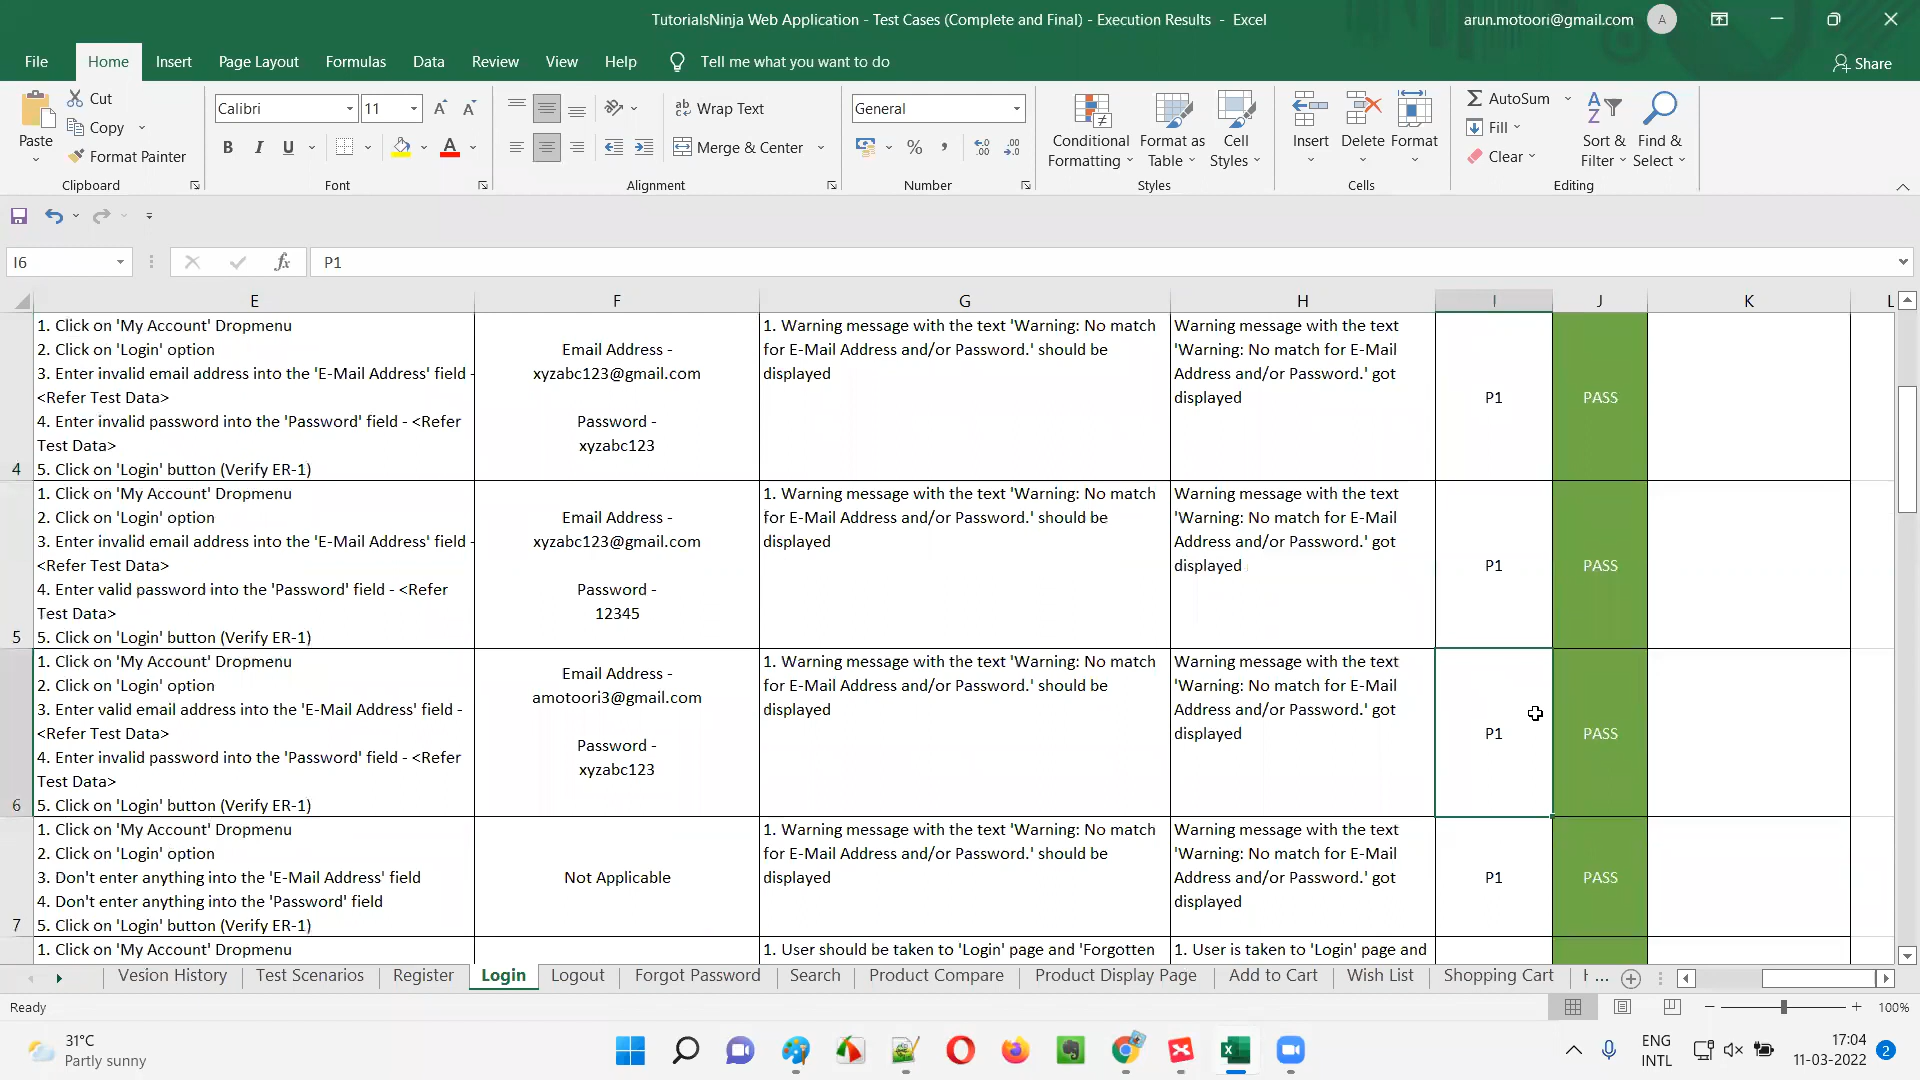 TutorialsNinja Web Application - Test Cases (Complete and Final) - Execution Results - Excel
arun.motoori@gmail.com
A
File
Home
Insert
Page Layout
Formulas
Data
Review
View
Help
Tell me what you want to do
Share
Paste
Cut
Copy
Format Painter
Clipboard
Calibri
11
B I U
Font
Wrap Text
Merge & Center
Alignment
General
Number
Conditional
Formatting
Format as
Table
Cell
Styles
Styles
Insert
Delete
Format
Cells
AutoSum
Fill
Clear
Sort &
Filter
Find &
Select
Editing
I6
fx
P1
E
F
G
H
I
J
K
L
4
1. Click on 'My Account' Dropmenu
2. Click on 'Login' option
3. Enter invalid email address into the 'E-Mail Address' field -
<Refer Test Data>
4. Enter invalid password into the 'Password' field - <Refer
Test Data>
5. Click on 'Login' button (Verify ER-1)
Email Address -
xyzabc123@gmail.com
Password -
xyzabc123
1. Warning message with the text 'Warning: No match
for E-Mail Address and/or Password.' should be
displayed
Warning message with the text
'Warning: No match for E-Mail
Address and/or Password.' got
displayed
P1
PASS
5
1. Click on 'My Account' Dropmenu
2. Click on 'Login' option
3. Enter invalid email address into the 'E-Mail Address' field -
<Refer Test Data>
4. Enter valid password into the 'Password' field - <Refer
Test Data>
5. Click on 'Login' button (Verify ER-1)
Email Address -
xyzabc123@gmail.com
Password -
12345
1. Warning message with the text 'Warning: No match
for E-Mail Address and/or Password.' should be
displayed
Warning message with the text
'Warning: No match for E-Mail
Address and/or Password.' got
displayed
P1
PASS
6
1. Click on 'My Account' Dropmenu
2. Click on 'Login' option
3. Enter valid email address into the 'E-Mail Address' field -
<Refer Test Data>
4. Enter invalid password into the 'Password' field - <Refer
Test Data>
5. Click on 'Login' button (Verify ER-1)
Email Address -
amotoori3@gmail.com
Password -
xyzabc123
1. Warning message with the text 'Warning: No match
for E-Mail Address and/or Password.' should be
displayed
Warning message with the text
'Warning: No match for E-Mail
Address and/or Password.' got
displayed
P1
PASS
7
1. Click on 'My Account' Dropmenu
2. Click on 'Login' option
3. Don't enter anything into the 'E-Mail Address' field
4. Don't enter anything into the 'Password' field
5. Click on 'Login' button (Verify ER-1)
Not Applicable
1. Warning message with the text 'Warning: No match
for E-Mail Address and/or Password.' should be
displayed
Warning message with the text
'Warning: No match for E-Mail
Address and/or Password.' got
displayed
P1
PASS
1. Click on 'My Account' Dropmenu
1. User should be taken to 'Login' page and 'Forgotten
1. User is taken to 'Login' page and
Vesion History
Test Scenarios
Register
Login
Logout
Forgot Password
Search
Product Compare
Product Display Page
Add to Cart
Wish List
Shopping Cart
...
Ready
100%
31°C
Partly sunny
ENG
INTL
17:04
11-03-2022
2